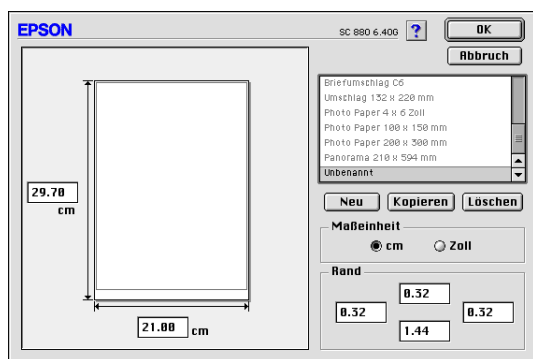 EPSON
SC 880 6.40G
?
OK
Abbruch
Briefumschlag C6
Umschlag 132 x 220 mm
Photo Paper 4 x 6 Zoll
Photo Paper 100 x 150 mm
Photo Paper 200 x 300 mm
Panorama 210 x 594 mm
Unbenannt
29.70
cm
21.00 cm
Neu Kopieren Löschen
Maßeinheit
cm Zoll
Rand
0.32
0.32 0.32
1.44